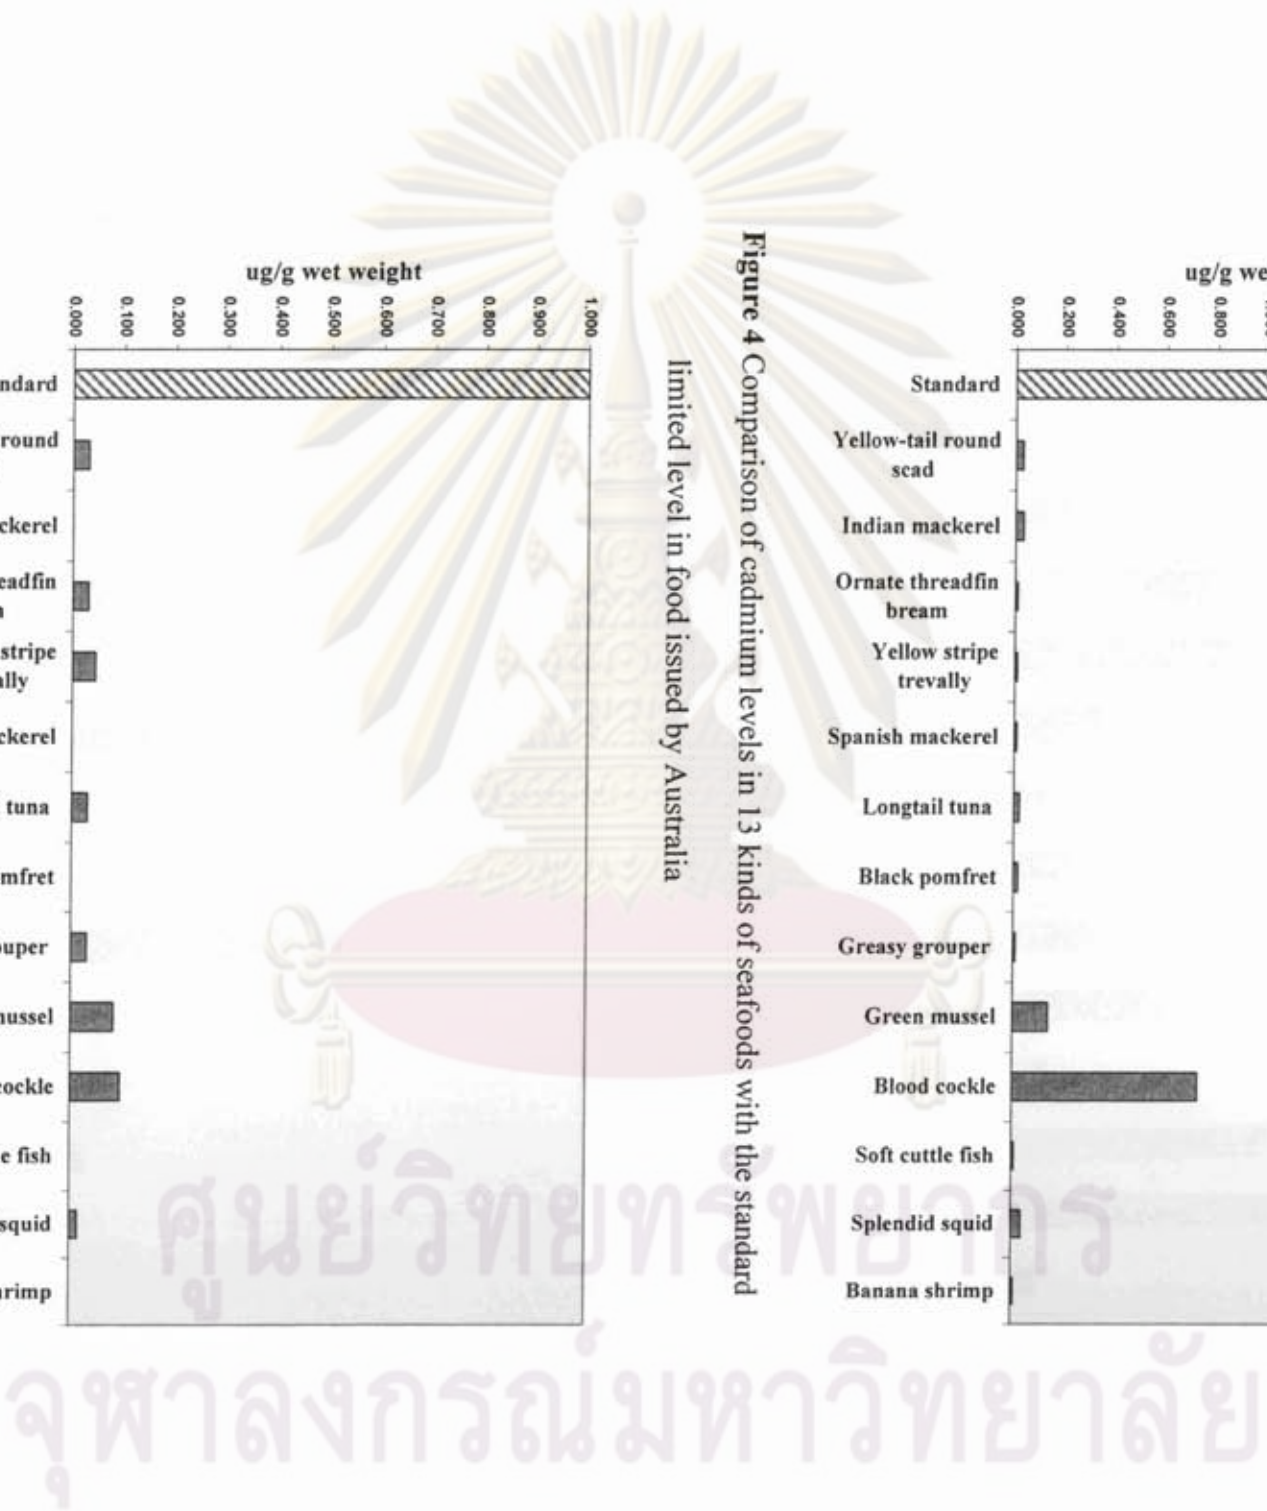 ug/g we
0.000
0.200
0.400
0.600
0.800
Standard
Yellow-tail round
scad
Indian mackerel
Ornate threadfin
bream
Yellow stripe
trevally
Spanish mackerel
Longtail tuna
Black pomfret
Greasy grouper
Green mussel
Blood cockle
Soft cuttle fish
Splendid squid
Banana shrimp
Figure 4 Comparison of cadmium levels in 13 kinds of seafoods with the standard
limited level in food issued by Australia
ug/g wet weight
0.000
0.100
0.200
0.300
0.400
0.500
0.600
0.700
0.800
0.900
1.000
ndard
round
ckerel
eadfin
stripe
ally
ckerel
tuna
mfret
ouper
nussel
cockle
e fish
squid
rimp
ศูนย์วิทยทรัพยากร
จุฬาลงกรณ์มหาวิทยาลัย